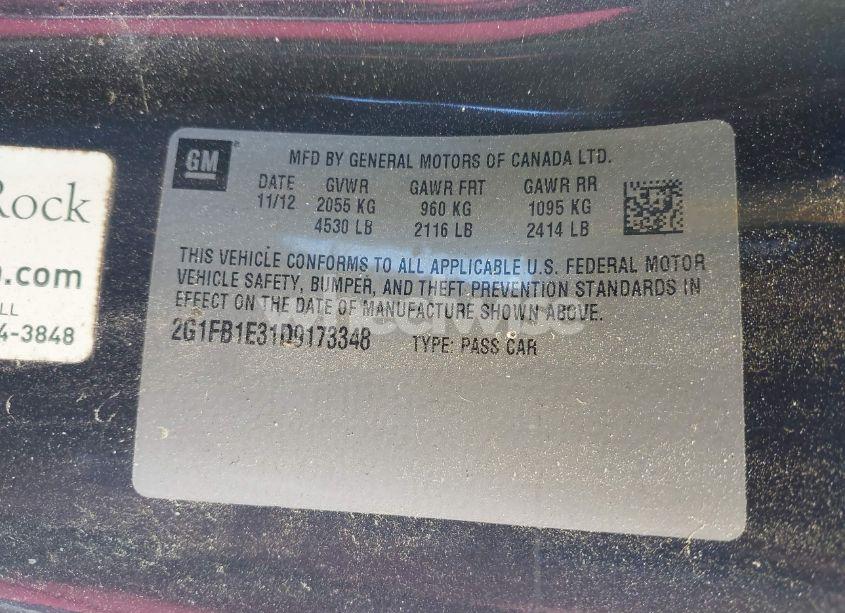 GM
MFD BY GENERAL MOTORS OF CANADA LTD.
DATE GVWR GAWR FRT GAWR RR
11/12 2055 KG 960 KG 1095 KG
4530 LB 2116 LB 2414 LB
THIS VEHICLE CONFORMS TO ALL APPLICABLE U.S. FEDERAL MOTOR
VEHICLE SAFETY, BUMPER, AND THEFT PREVENTION STANDARDS IN
EFFECT ON THE DATE OF MANUFACTURE SHOWN ABOVE.
2G1FB1E31D9173348 TYPE: PASS CAR
Rock
.com
LL
4-3848